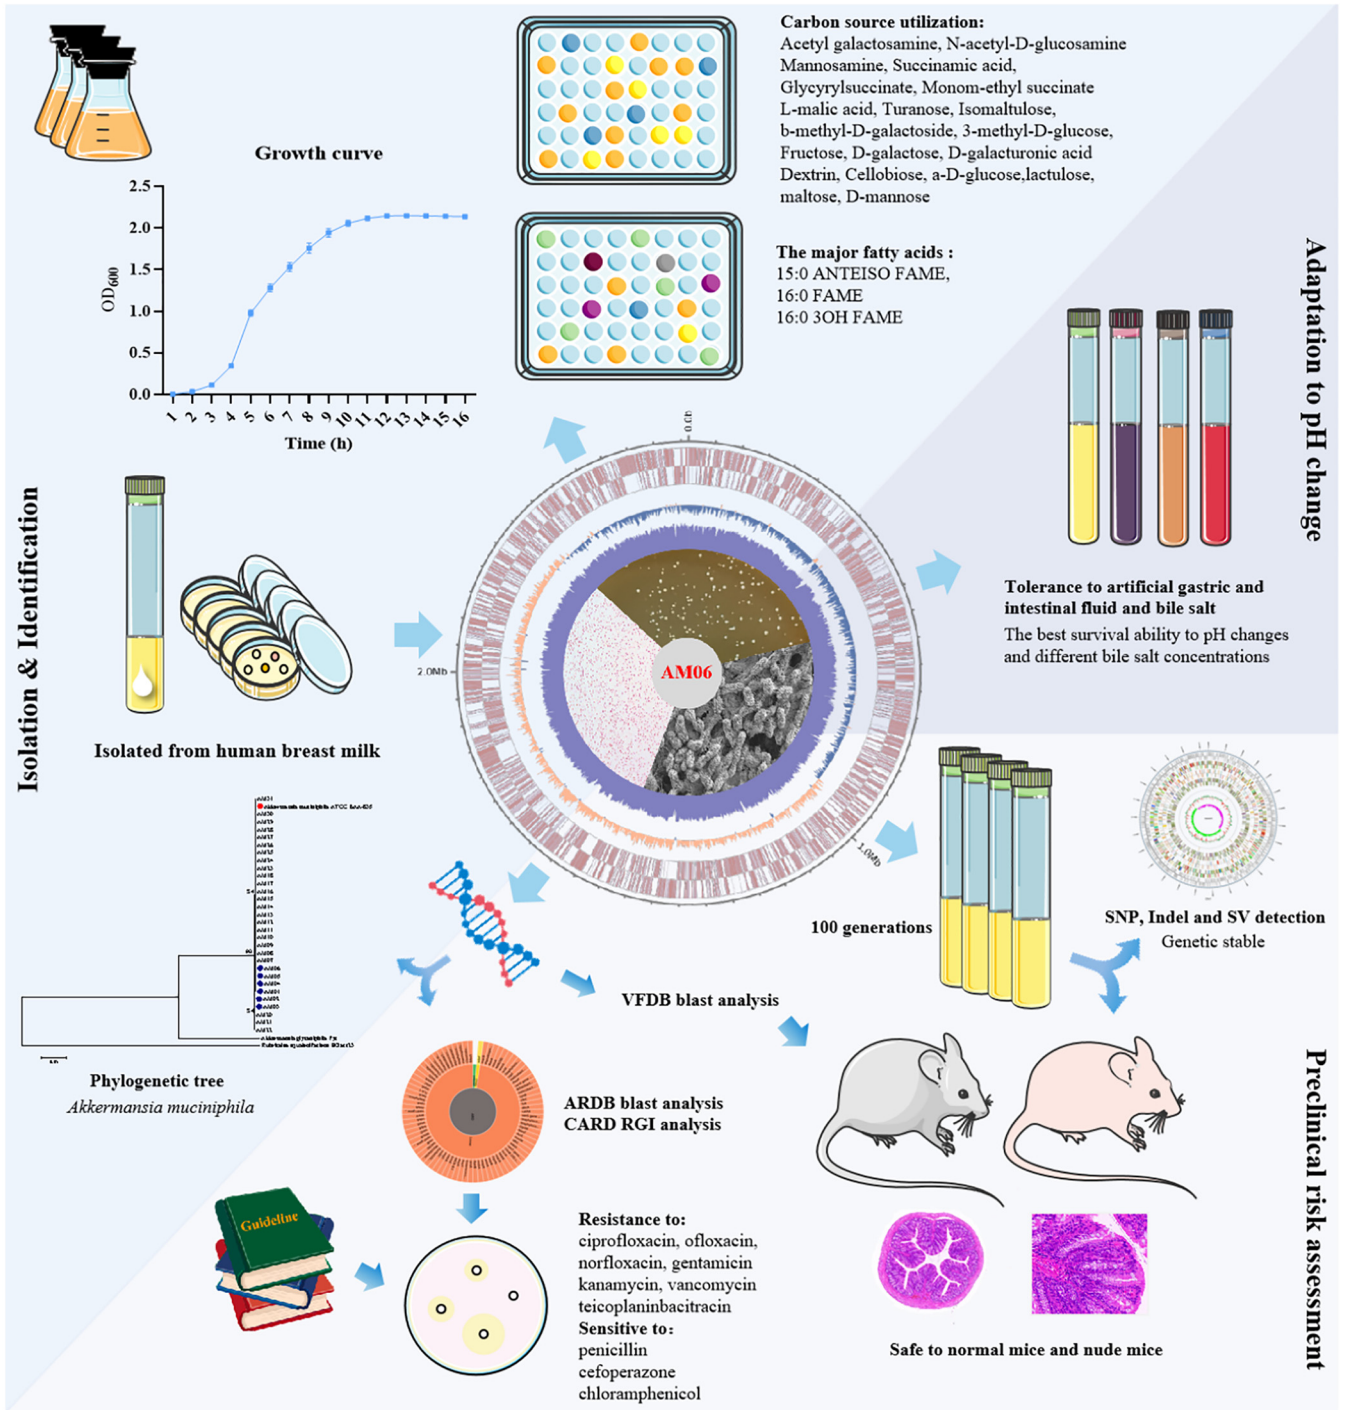 Carbon source utilization:
Acetyl galactosamine, N-acetyl-D-glucosamine
Mannosamine, Succinamic acid,
Glycyrylsuccinate, Monom-ethyl succinate
L-malic acid, Turanose, Isomaltulose,
b-methyl-D-galactoside, 3-methyl-D-glucose,
Fructose, D-galactose, D-galacturonic acid
Dextrin, Cellobiose, a-D-glucose,lactulose,
maltose, D-mannose
The major fatty acids :
15:0 ANTEISO FAME,
16:0 FAME
16:0 3OH FAME
Growth curve
2.5
2.0
1.5
1.0
0.5
0.0
OD600
1 2 3 4 5 6 7 8 9 10 11 12 13 14 15 16
Time (h)
Adaptation to pH change
Tolerance to artificial gastric and
intestinal fluid and bile salt
The best survival ability to pH changes
and different bile salt concentrations
Isolation & Identification
Isolated from human breast milk
0.0b
2.0Mb
1.0Mb
AM06
100 generations
SNP, Indel and SV detection
Genetic stable
VFDB blast analysis
Phylogenetic tree
Akkermansia muciniphila
ARDB blast analysis
CARD RGI analysis
Guideline
Resistance to:
ciprofloxacin, ofloxacin,
norfloxacin, gentamicin
kanamycin, vancomycin
teicoplaninbacitracin
Sensitive to:
penicillin
cefoperazone
chloramphenicol
Preclinical risk assessment
Safe to normal mice and nude mice